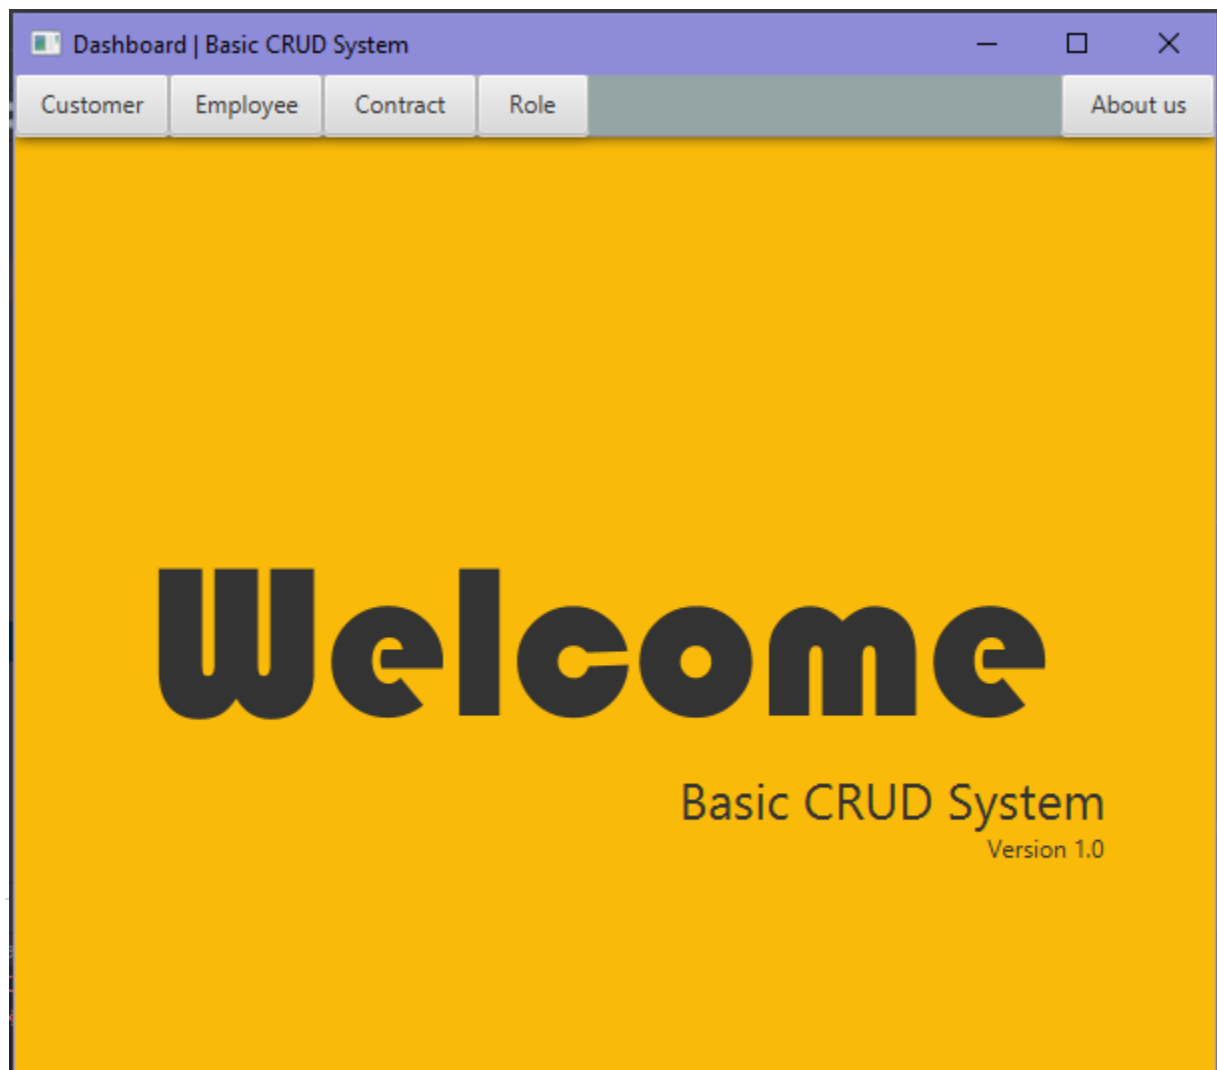 Dashboard | Basic CRUD System
Customer Employee Contract Role About us
Welcome
Basic CRUD System
Version 1.0